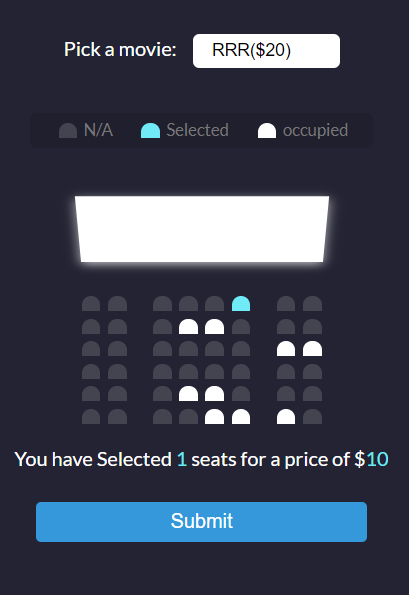 Pick a movie: RRR($20)
N/A Selected occupied
You have Selected 1 seats for a price of $10
Submit